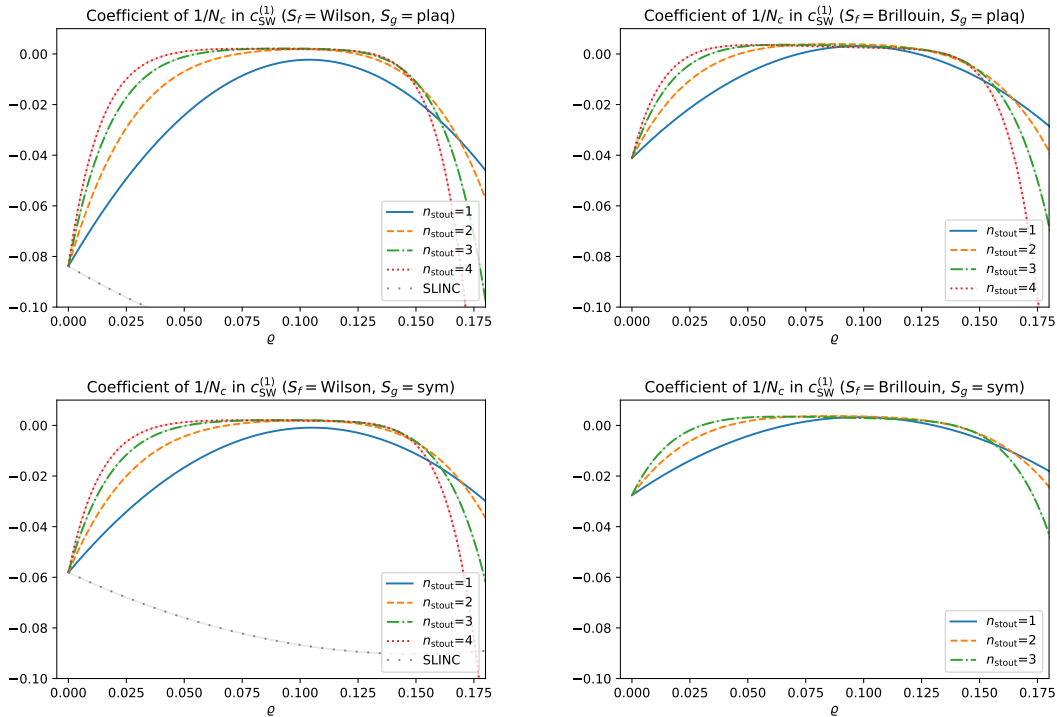 Coefficient of 1/N_c in c_SW^(1) (S_f = Wilson, S_g = plaq)
0.00
−0.02
−0.04
−0.06
−0.08
−0.10
n_stout=1
n_stout=2
n_stout=3
n_stout=4
SLINC
0.000 0.025 0.050 0.075 0.100 0.125 0.150 0.175
ϱ
Coefficient of 1/N_c in c_SW^(1) (S_f = Brillouin, S_g = plaq)
0.00
−0.02
−0.04
−0.06
−0.08
−0.10
n_stout=1
n_stout=2
n_stout=3
n_stout=4
0.000 0.025 0.050 0.075 0.100 0.125 0.150 0.175
ϱ
Coefficient of 1/N_c in c_SW^(1) (S_f = Wilson, S_g = sym)
0.00
−0.02
−0.04
−0.06
−0.08
−0.10
n_stout=1
n_stout=2
n_stout=3
n_stout=4
SLINC
0.000 0.025 0.050 0.075 0.100 0.125 0.150 0.175
ϱ
Coefficient of 1/N_c in c_SW^(1) (S_f = Brillouin, S_g = sym)
0.00
−0.02
−0.04
−0.06
−0.08
−0.10
n_stout=1
n_stout=2
n_stout=3
0.000 0.025 0.050 0.075 0.100 0.125 0.150 0.175
ϱ